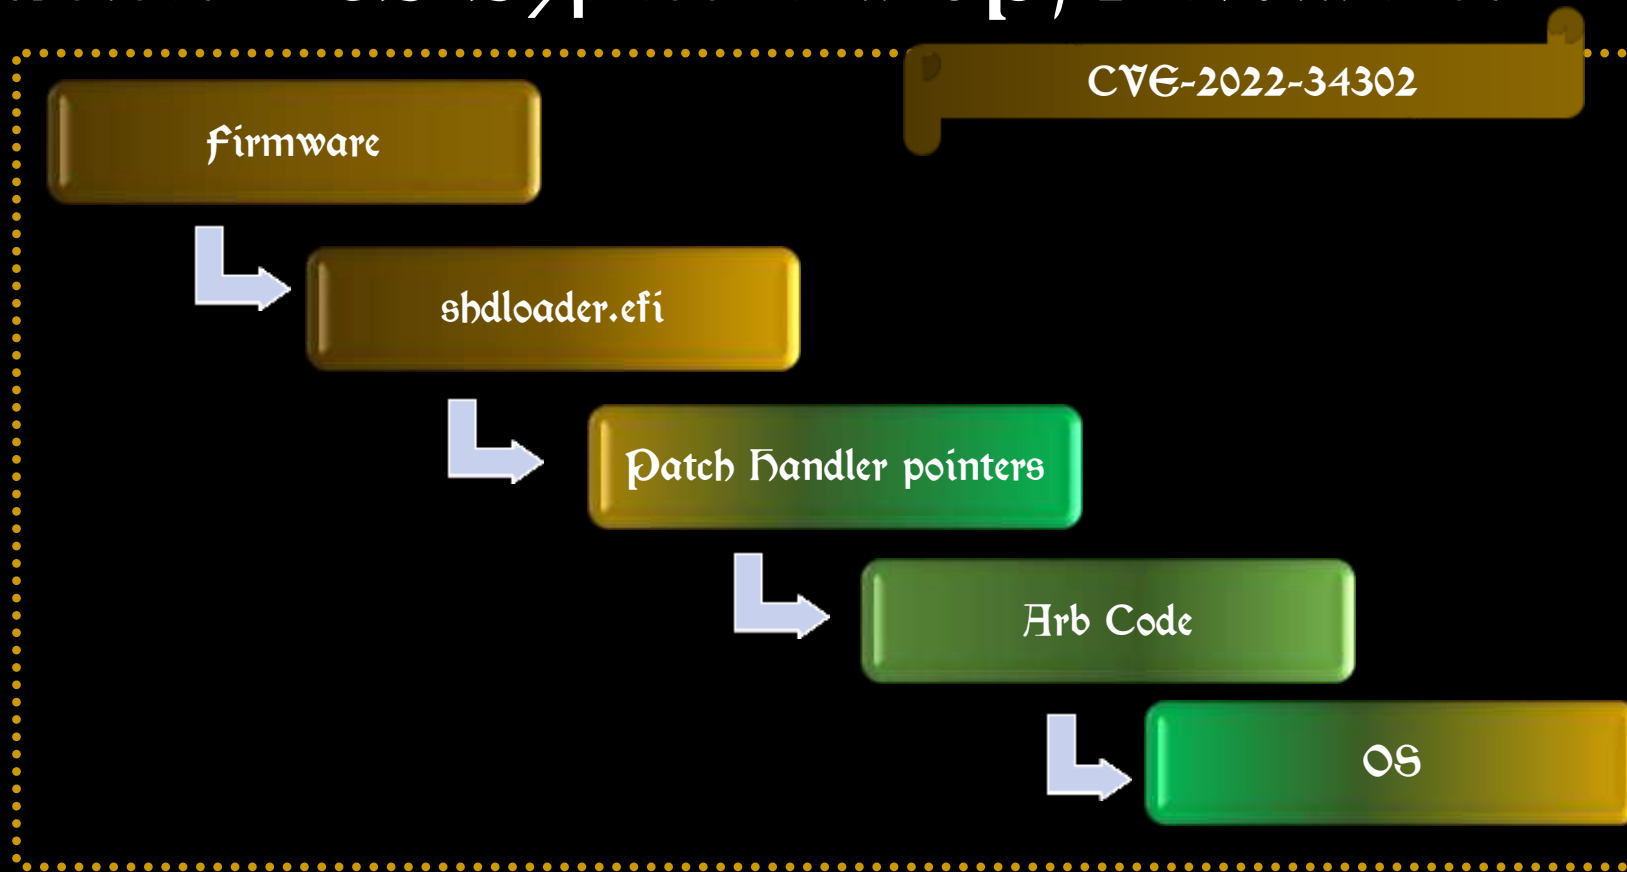 CVE-2022-34302
Firmware
shdloader.efi
Patch Handler pointers
Arb Code
OS